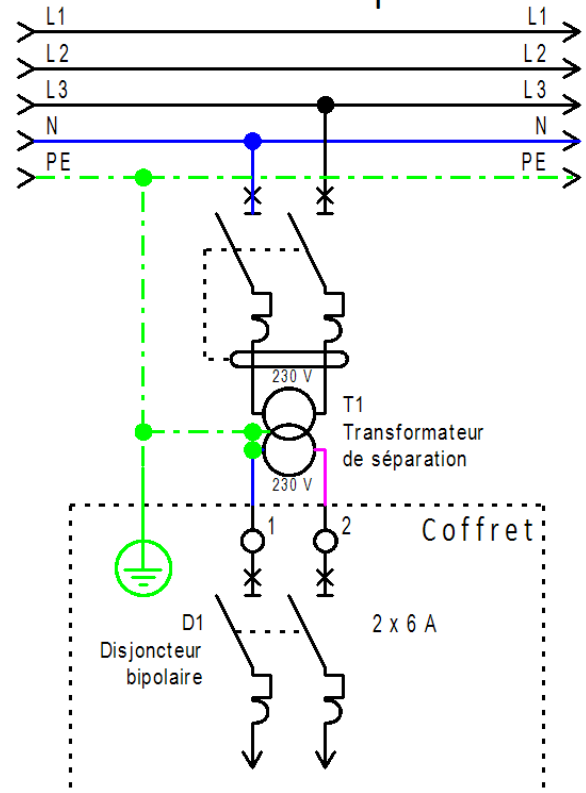 L1 L1
L2 L2
L3 L3
N N
PE PE
230 V
T1
Transformateur
de séparation
230 V
1 2 Coffret
D1 2 x 6 A
Disjoncteur
bipolaire